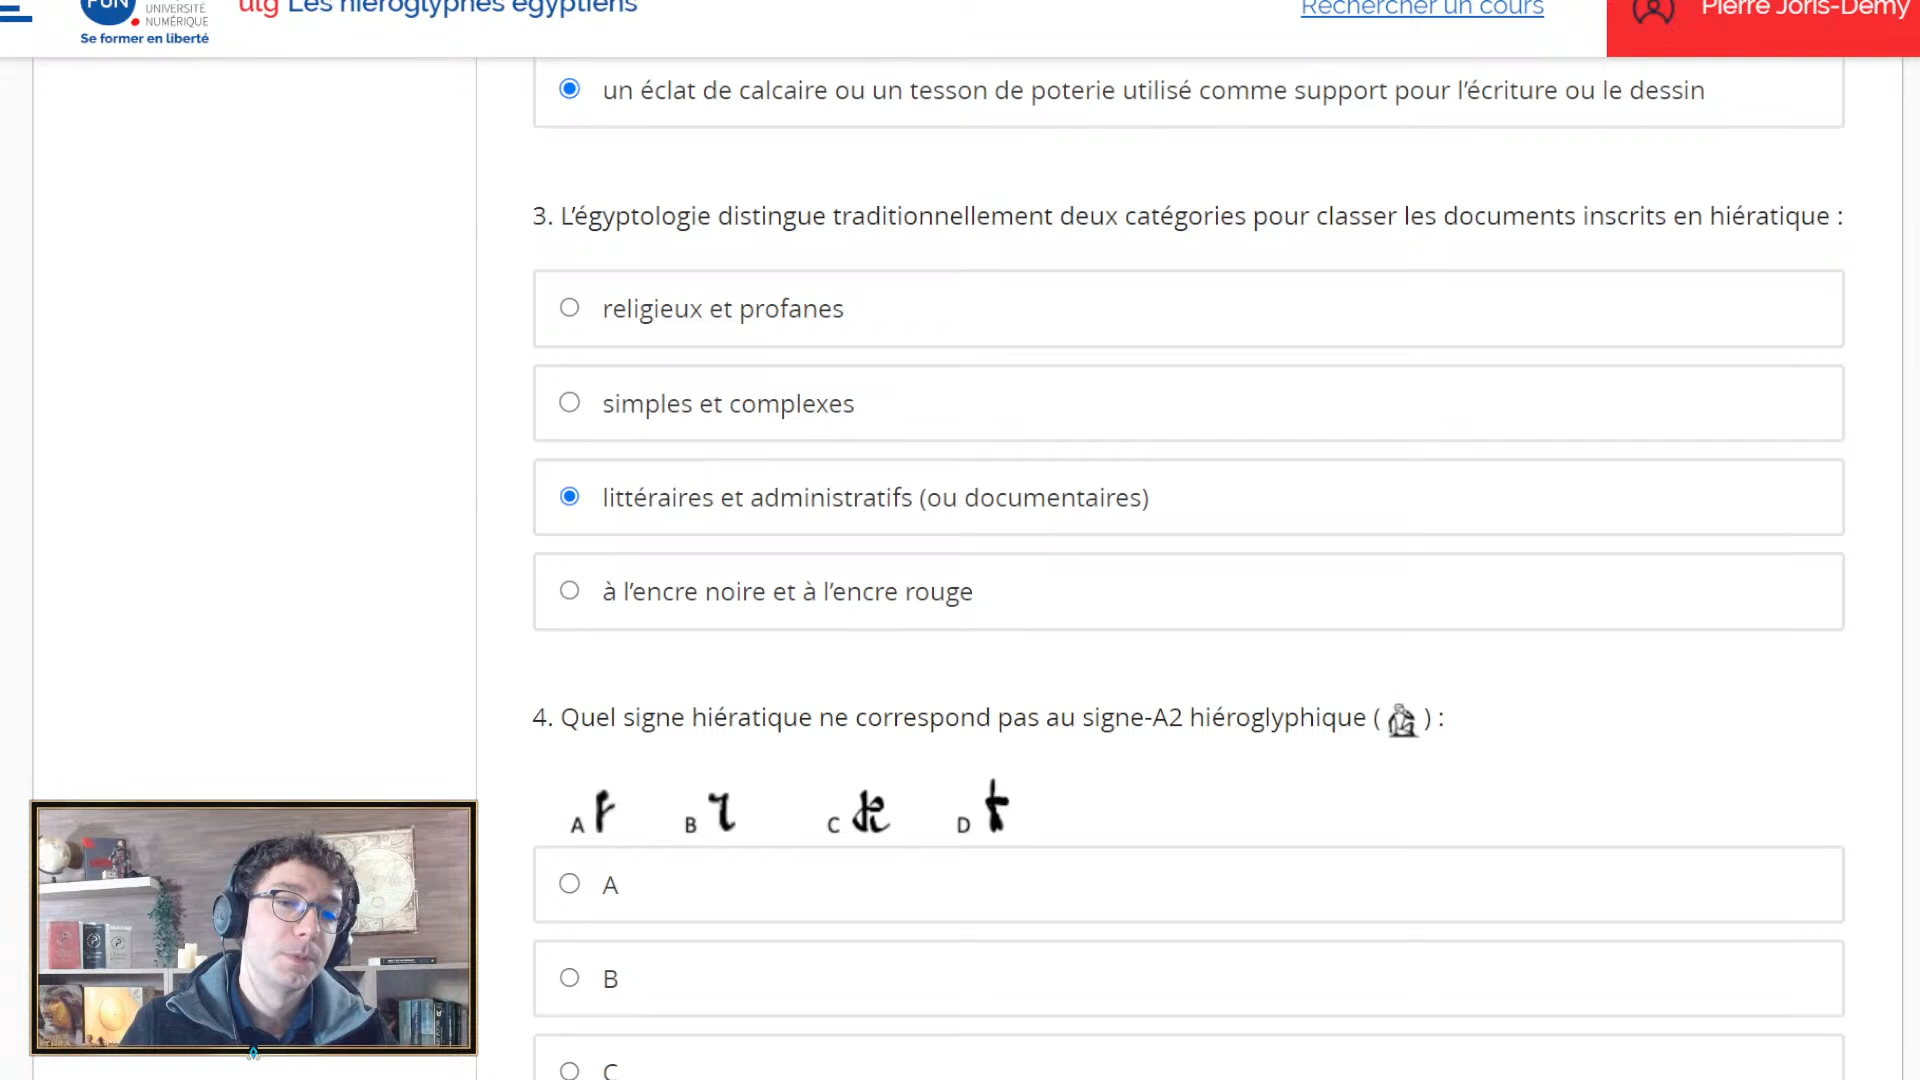 FUN
UNIVERSITÉ
NUMÉRIQUE
Se former en liberté
ulg Les hiéroglyphes égyptiens
Rechercher un cours
Pierre Joris-Demy
un éclat de calcaire ou un tesson de poterie utilisé comme support pour l’écriture ou le dessin
3. L’égyptologie distingue traditionnellement deux catégories pour classer les documents inscrits en hiératique :
religieux et profanes
simples et complexes
littéraires et administratifs (ou documentaires)
à l’encre noire et à l’encre rouge
4. Quel signe hiératique ne correspond pas au signe-A2 hiéroglyphique ( ) :
A B C D
A
B
C